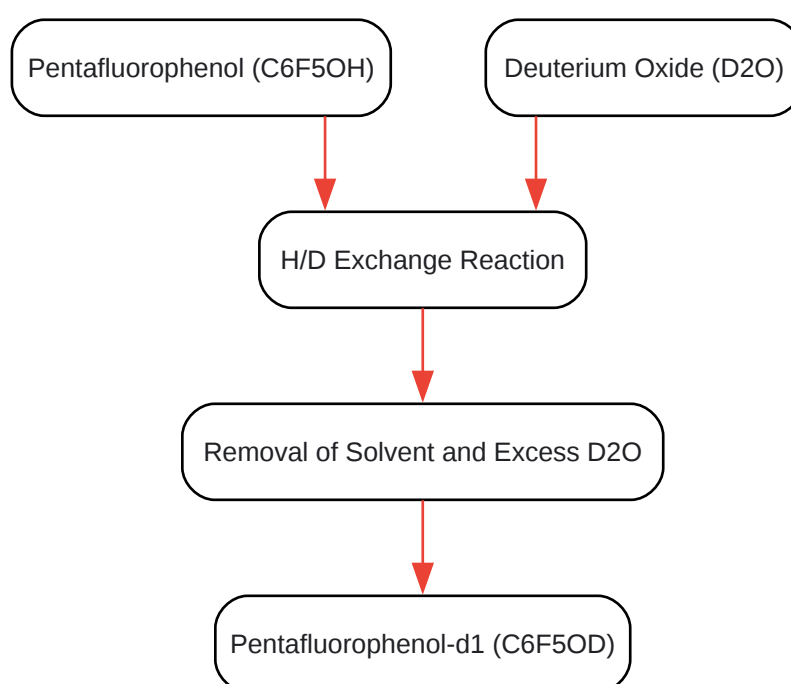 Pentafluorophenol (C6F5OH)
Deuterium Oxide (D2O)
H/D Exchange Reaction
Removal of Solvent and Excess D2O
Pentafluorophenol-d1 (C6F5OD)